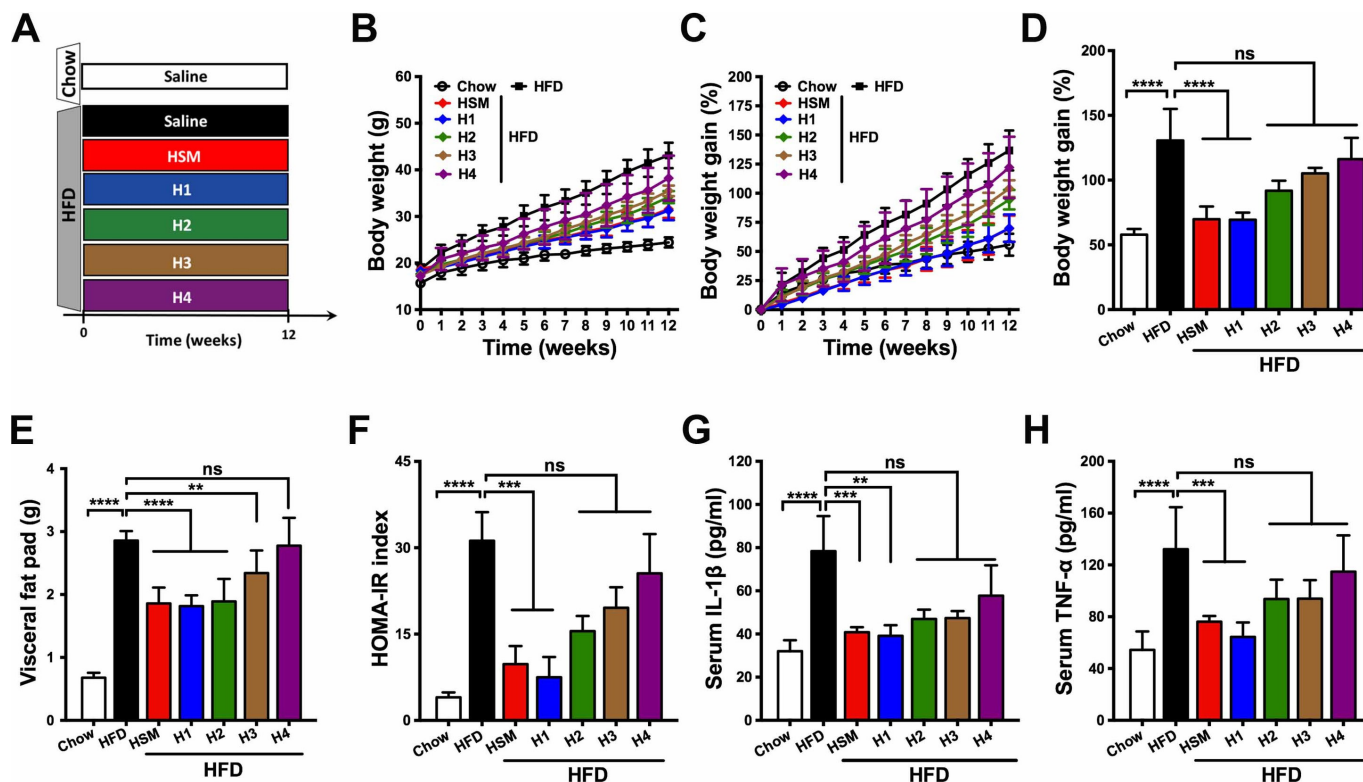 A
Chow
Saline
HFD
Saline
HSM
H1
H2
H3
H4
0
12
Time (weeks)
B
Body weight (g)
60
50
40
30
20
10
Chow
HSM
H1
H2
H3
H4
HFD
HFD
0 1 2 3 4 5 6 7 8 9 10 11 12
Time (weeks)
C
Body weight gain (%)
200
175
150
125
100
75
50
25
0
Chow
HSM
H1
H2
H3
H4
HFD
HFD
0 1 2 3 4 5 6 7 8 9 10 11 12
Time (weeks)
D
Body weight gain (%)
200
150
100
50
0
ns
**** ****
Chow HFD HSM H1 H2 H3 H4
HFD
E
Visceral fat pad (g)
4
3
2
1
0
ns
**
**** ****
Chow HFD HSM H1 H2 H3 H4
HFD
F
HOMA-IR index
45
30
15
0
ns
**** ***
Chow HFD HSM H1 H2 H3 H4
HFD
G
Serum IL-1β (pg/ml)
120
100
80
60
40
20
0
ns
**
**** ***
Chow HFD HSM H1 H2 H3 H4
HFD
H
Serum TNF-α (pg/ml)
200
160
120
80
40
0
ns
**** ***
Chow HFD HSM H1 H2 H3 H4
HFD